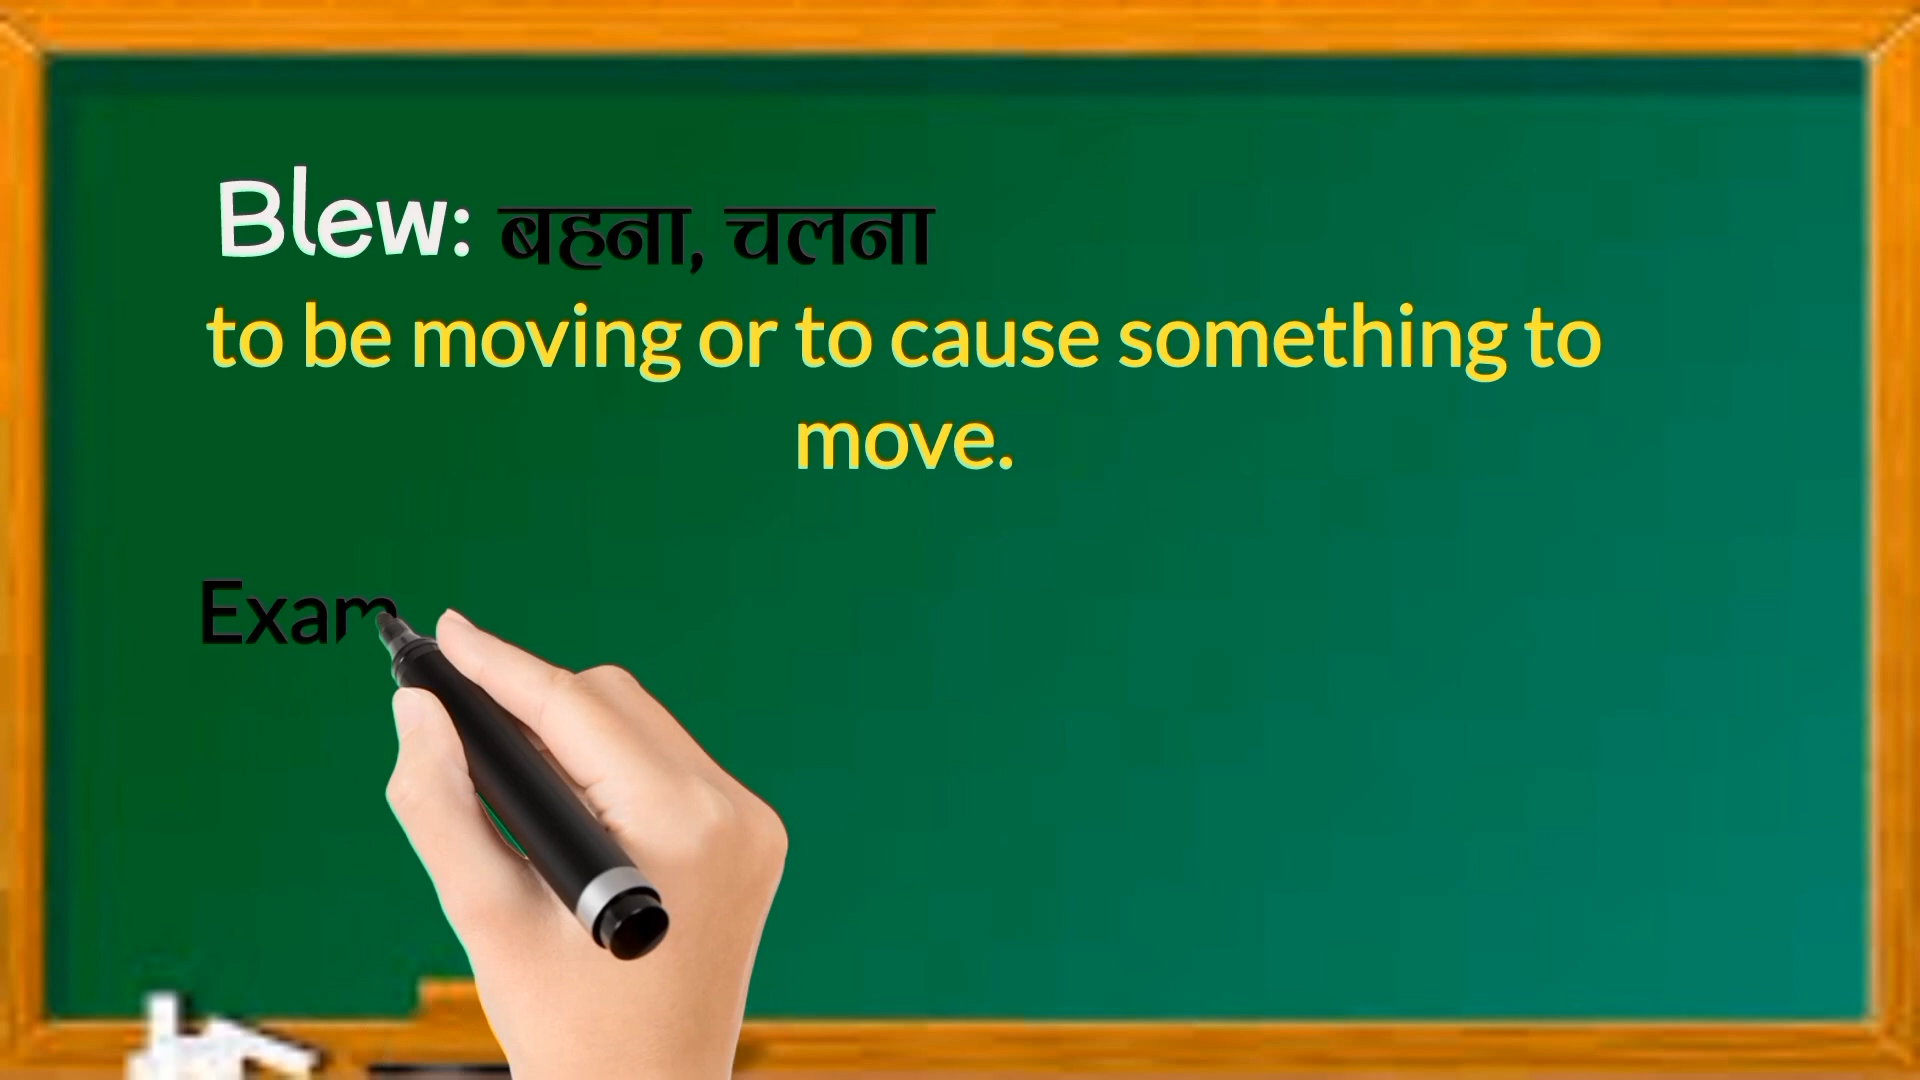 Blew: बहना, चलना
to be moving or to cause something to
move.
Exam